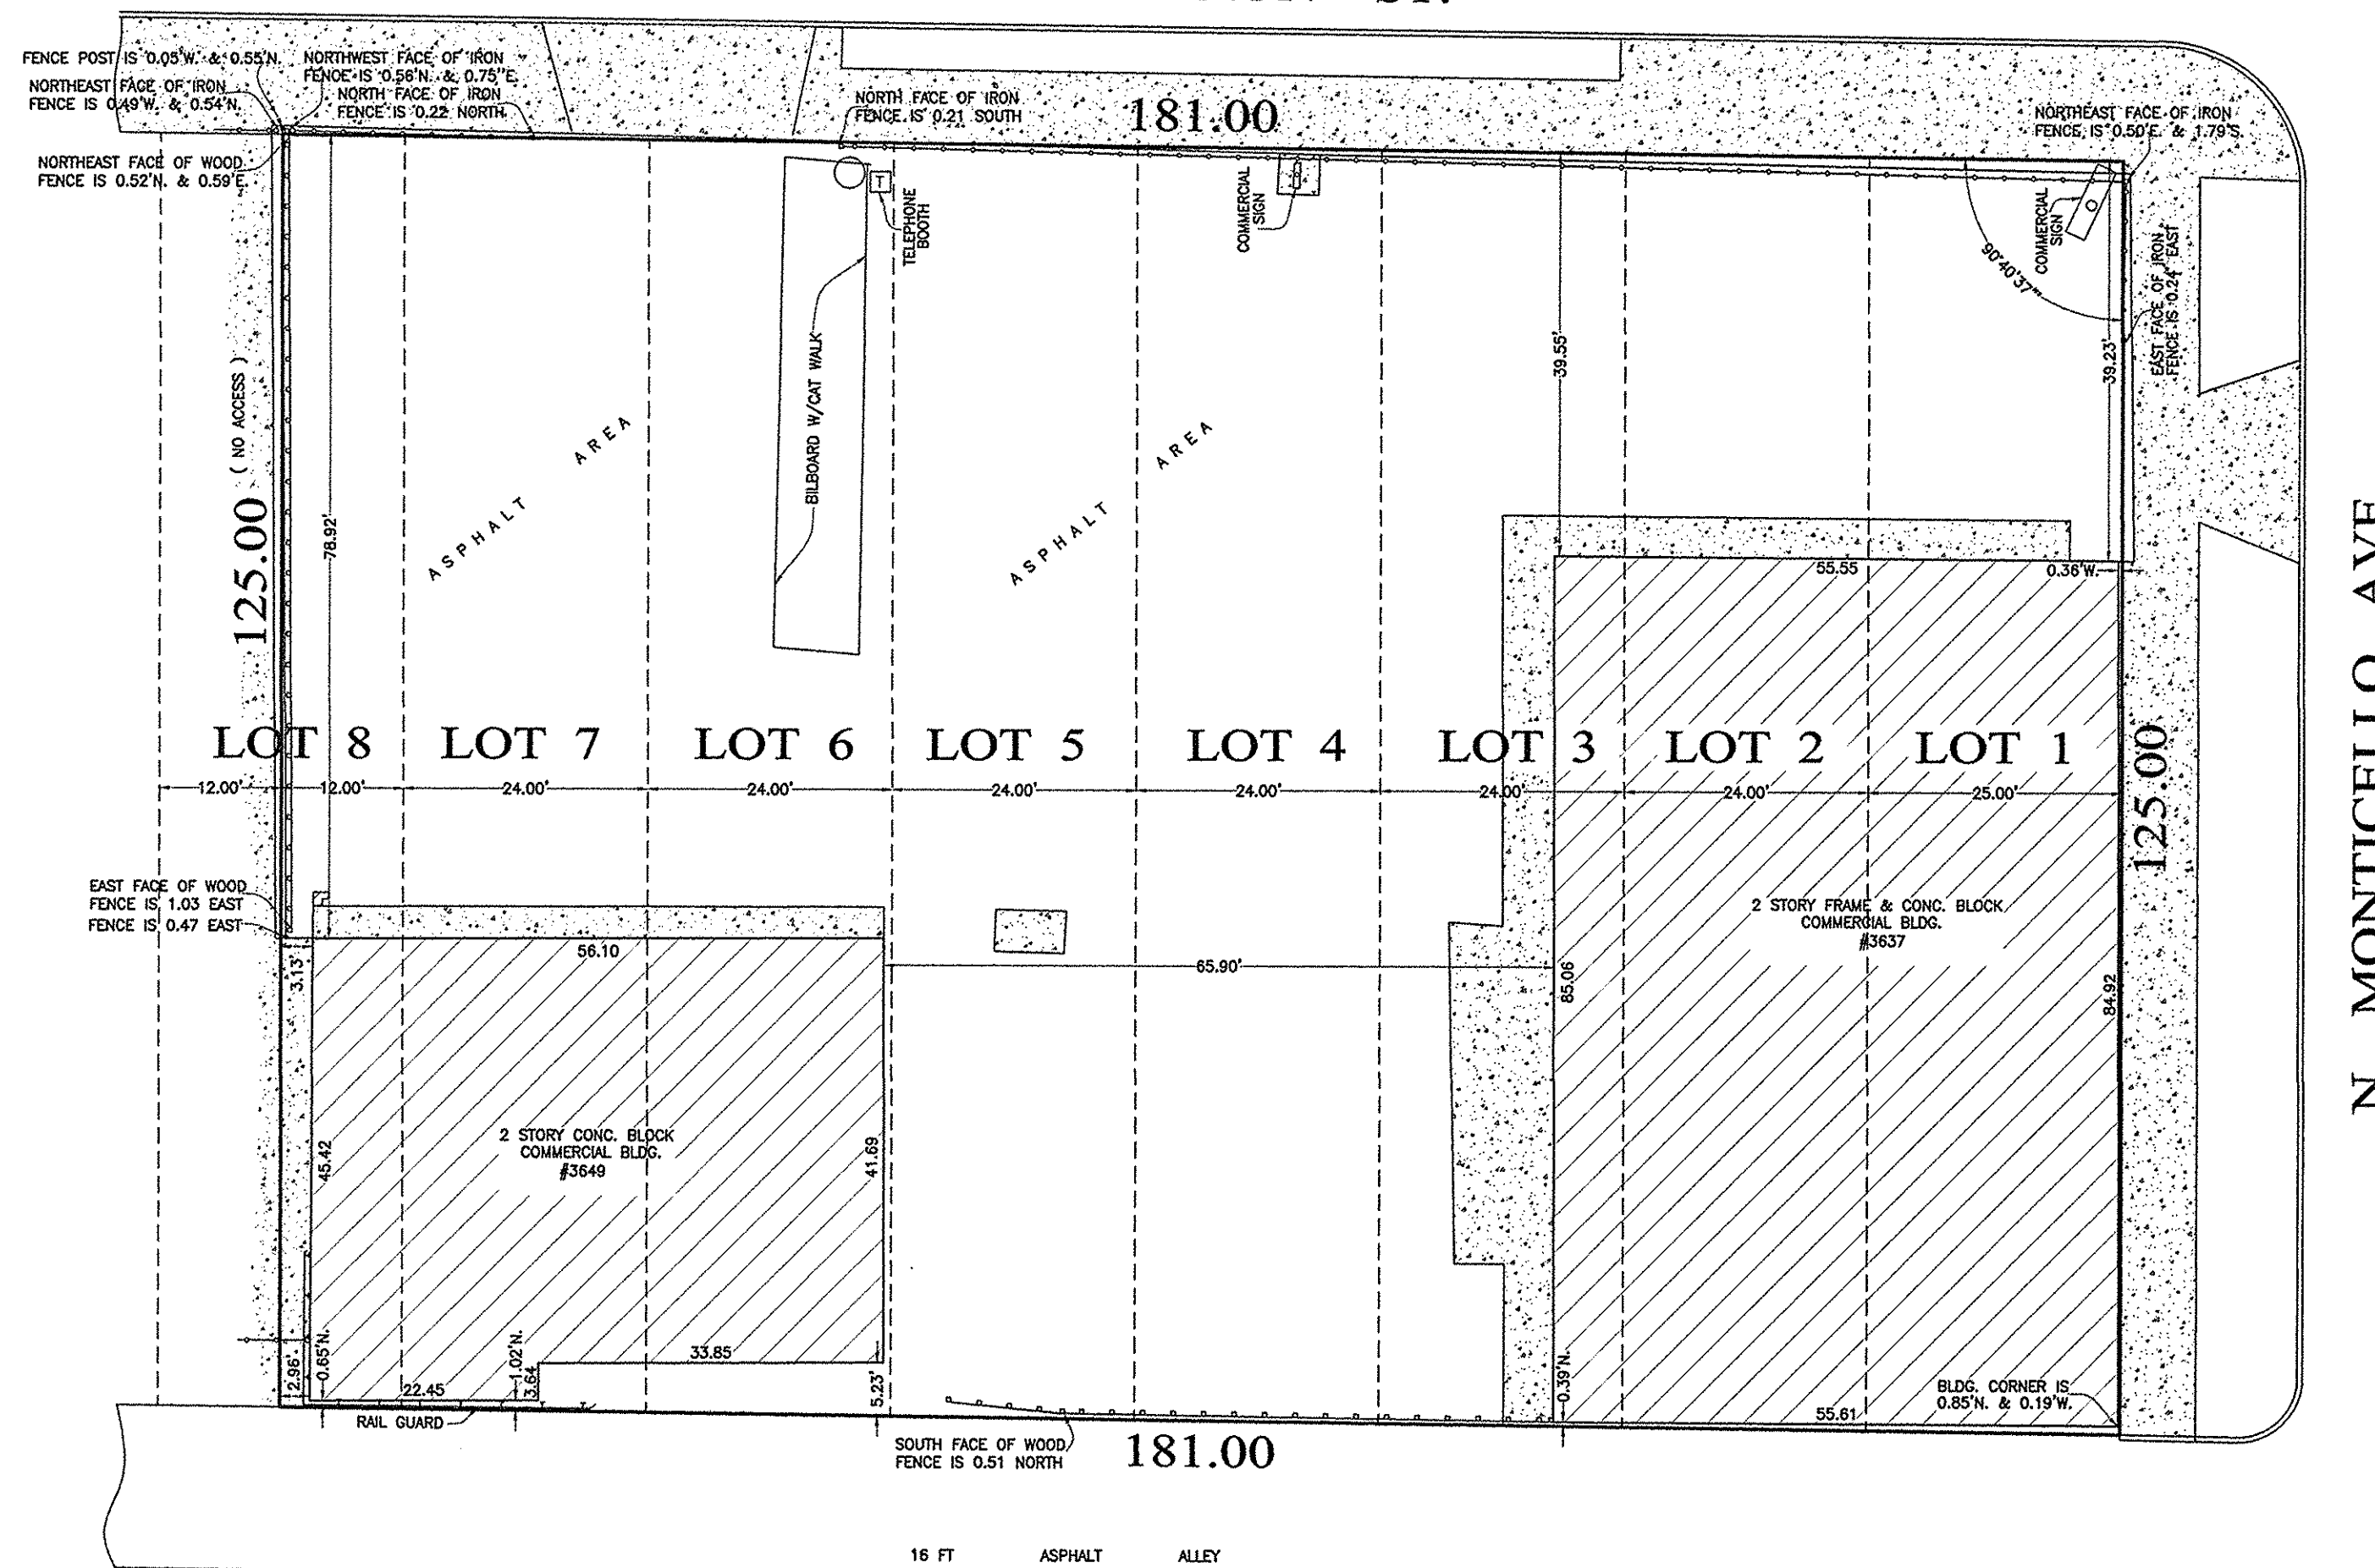 ST.
FENCE POST IS 0.05'W. & 0.55'N.
NORTHEAST FACE OF IRON
FENCE IS 0.49'W. & 0.54'N.
NORTHWEST FACE OF IRON
FENCE IS 0.56'N. & 0.75"E.
NORTH FACE OF IRON
FENCE IS 0.22 NORTH
NORTHEAST FACE OF WOOD
FENCE IS 0.52'N. & 0.59'E.
NORTH FACE OF IRON
FENCE IS 0.21 SOUTH
181.00
NORTHEAST FACE OF IRON
FENCE IS 0.50'E. & 1.79'S.
T
TELEPHONE
BOOTH
COMMERCIAL
SIGN
COMMERCIAL
SIGN
90°40'37"
EAST FACE OF IRON
FENCE IS 0.24' EAST
39.55'
39.23'
BILBOARD W/CAT WALK
( NO ACCESS )
125.00
78.92'
ASPHALT AREA
ASPHALT AREA
55.55
0.36'W.
LOT 8
LOT 7
LOT 6
LOT 5
LOT 4
LOT 3
LOT 2
LOT 1
12.00'
12.00'
24.00'
24.00'
24.00'
24.00'
24.00'
24.00'
25.00'
125.00
N MONTICELLO AVE
EAST FACE OF WOOD
FENCE IS 1.03 EAST
FENCE IS 0.47 EAST
3.13'
56.10
65.90'
85.06
84.92
2 STORY FRAME & CONC. BLOCK
COMMERCIAL BLDG.
#3637
2 STORY CONC. BLOCK
COMMERCIAL BLDG.
#3649
45.42
41.69
33.85
2.96'
0.65'N.
22.45
1.02'N.
3.64
5.23'
RAIL GUARD
0.39'N.
55.61
BLDG. CORNER IS
0.85'N. & 0.19'W.
SOUTH FACE OF WOOD
FENCE IS 0.51 NORTH
181.00
16 FT ASPHALT ALLEY